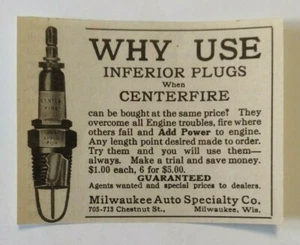 WHY USE
INFERIOR PLUGS
When
CENTERFIRE
can be bought at the same price? They
overcome all Engine troubles, fire where
others fail and Add Power to engine.
Any length point desired made to order.
Try them and you will use them—
always. Make a trial and save money.
$1.00 each, 6 for $5.00.
GUARANTEED
Agents wanted and special prices to dealers.
Milwaukee Auto Specialty Co.
703-713 Chestnut St., Milwaukee, Wis.